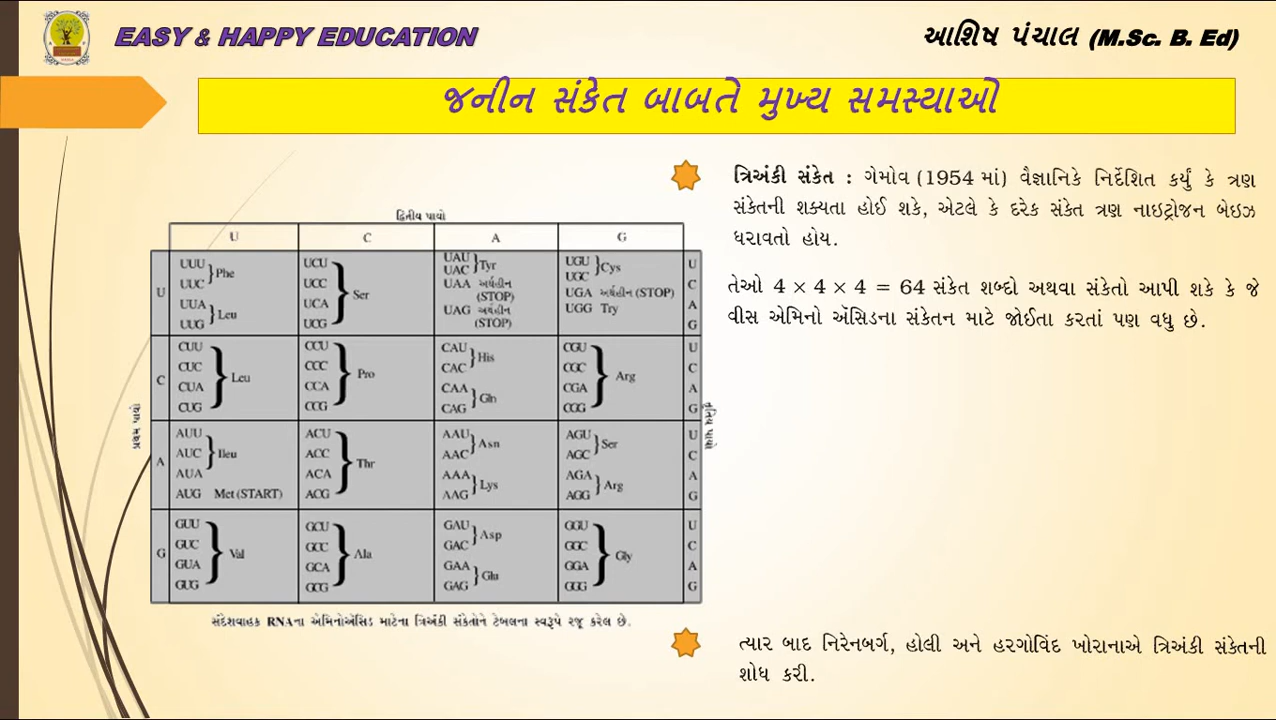 EASY & HAPPY EDUCATION
આશિષ પંચાલ (M.Sc. B. Ed)
જનીન સંકેત બાબતે મુખ્ય સમસ્યાઓ
ત્રિઅંકી સંકેત : ગેમોવ (1954 માં) વૈજ્ઞાનિકે નિર્દેશિત કર્યું કે ત્રણ
સંકેતની શક્યતા હોઈ શકે, એટલે કે દરેક સંકેત ત્રણ નાઇટ્રોજન બેઇઝ
ધરાવતો હોય.
તેઓ 4 × 4 × 4 = 64 સંકેત શબ્દો અથવા સંકેતો આપી શકે કે જે
વીસ એમિનો ઍસિડના સંકેતન માટે જોઈતા કરતાં પણ વધુ છે.
દ્વિતીય પાયો
U C A G
પ્રથમ પાયો
તૃતિય પાયો
U
UUU UCU UAU UGU U
UUC Phe UCC UAC Tyr UGC Cys C
UUA UCA Ser UAA અર્થહીન (STOP) UGA અર્થહીન (STOP) A
UUG Leu UCG UAG અર્થહીન (STOP) UGG Try G
C
CUU CCU CAU CGU U
CUC CCC CAC His CGC C
CUA Leu CCA Pro CAA CGA Arg A
CUG CCG CAG Gln CGG G
A
AUU ACU AAU AGU U
AUC Ileu ACC AAC Asn AGC Ser C
AUA ACA Thr AAA AGA A
AUG Met (START) ACG AAG Lys AGG Arg G
G
GUU GCU GAU GGU U
GUC GCC GAC Asp GGC C
GUA Val GCA Ala GAA GGA Gly A
GUG GCG GAG Glu GGG G
સંદેશવાહક RNAના એમિનોઍસિડ માટેના ત્રિઅંકી સંકેતોને ટેબલના સ્વરૂપે રજૂ કરેલ છે.
ત્યાર બાદ નિરેનબર્ગ, હોલી અને હરગોવિંદ ખોરાનાએ ત્રિઅંકી સંકેતની
શોધ કરી.